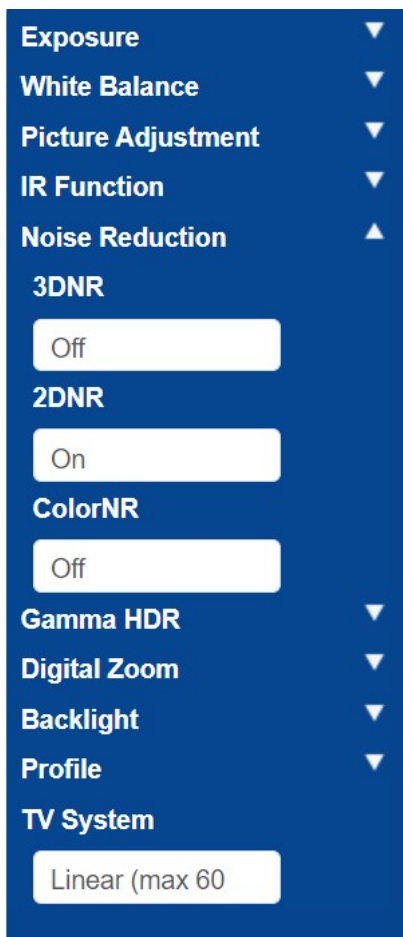 Exposure
White Balance
Picture Adjustment
IR Function
Noise Reduction
3DNR
Off
2DNR
On
ColorNR
Off
Gamma HDR
Digital Zoom
Backlight
Profile
TV System
Linear (max 60